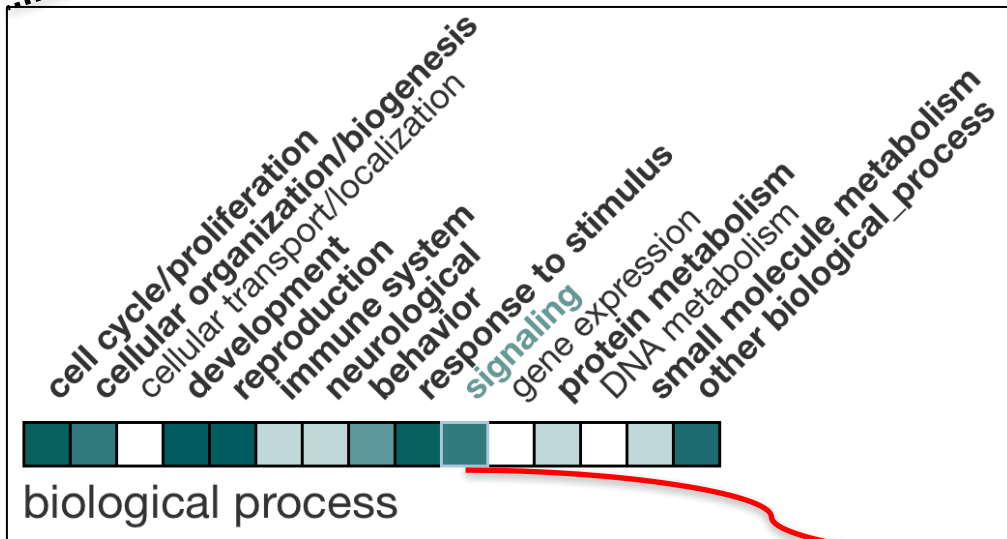 cell cycle/proliferation
cellular organization/biogenesis
cellular transport/localization
development
reproduction
immune system
neurological
behavior
response to stimulus
signaling
gene expression
protein metabolism
DNA metabolism
small molecule metabolism
other biological_process
biological process